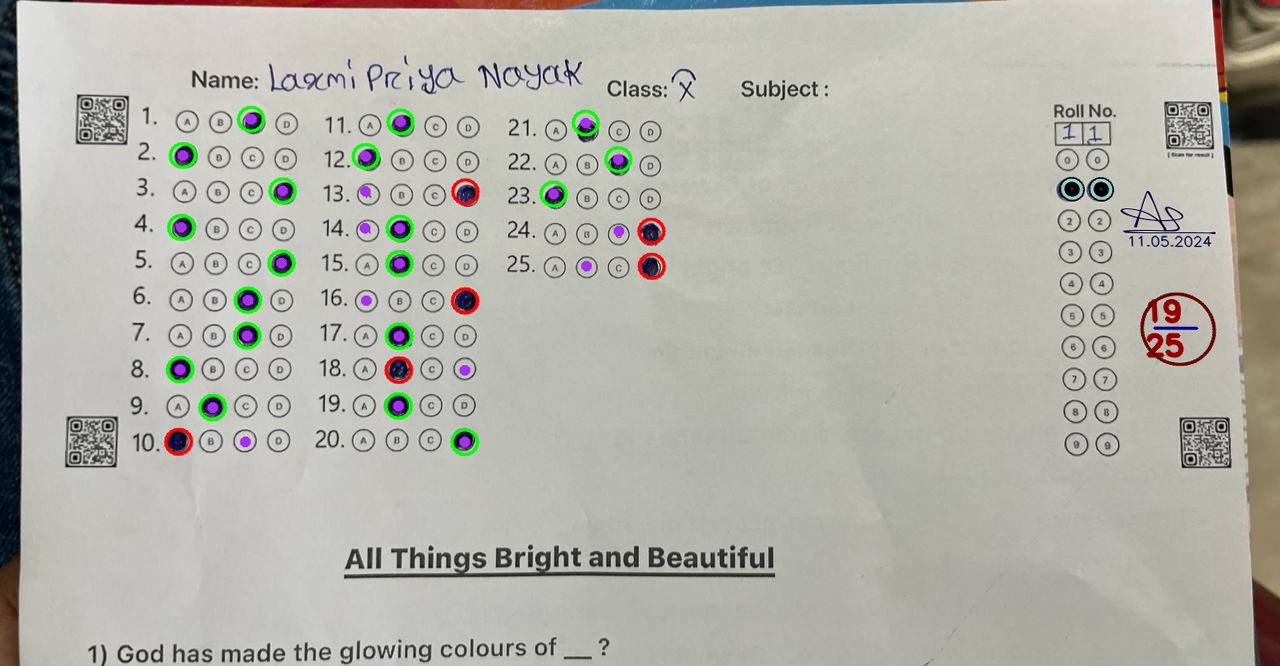 Name: Laxmi Priya Nayak Class: X Subject :
1. A B D
2. B C D
3. A B C
4. B C D
5. A B C
6. A B D
7. A B D
8. B C D
9. A C D
10. B D
11. A C D
12. B C D
13. B C
14. C D
15. A C D
16. B C
17. A C D
18. A C
19. A C D
20. A B C
21. A C D
22. A B D
23. B C D
24. A B
25. A C
Roll No.
1 1
0 0
2 2
3 3
4 4
5 5
6 6
7 7
8 8
9 9
[ Scan for result ]
11.05.2024
19
25
All Things Bright and Beautiful
1) God has made the glowing colours of __ ?